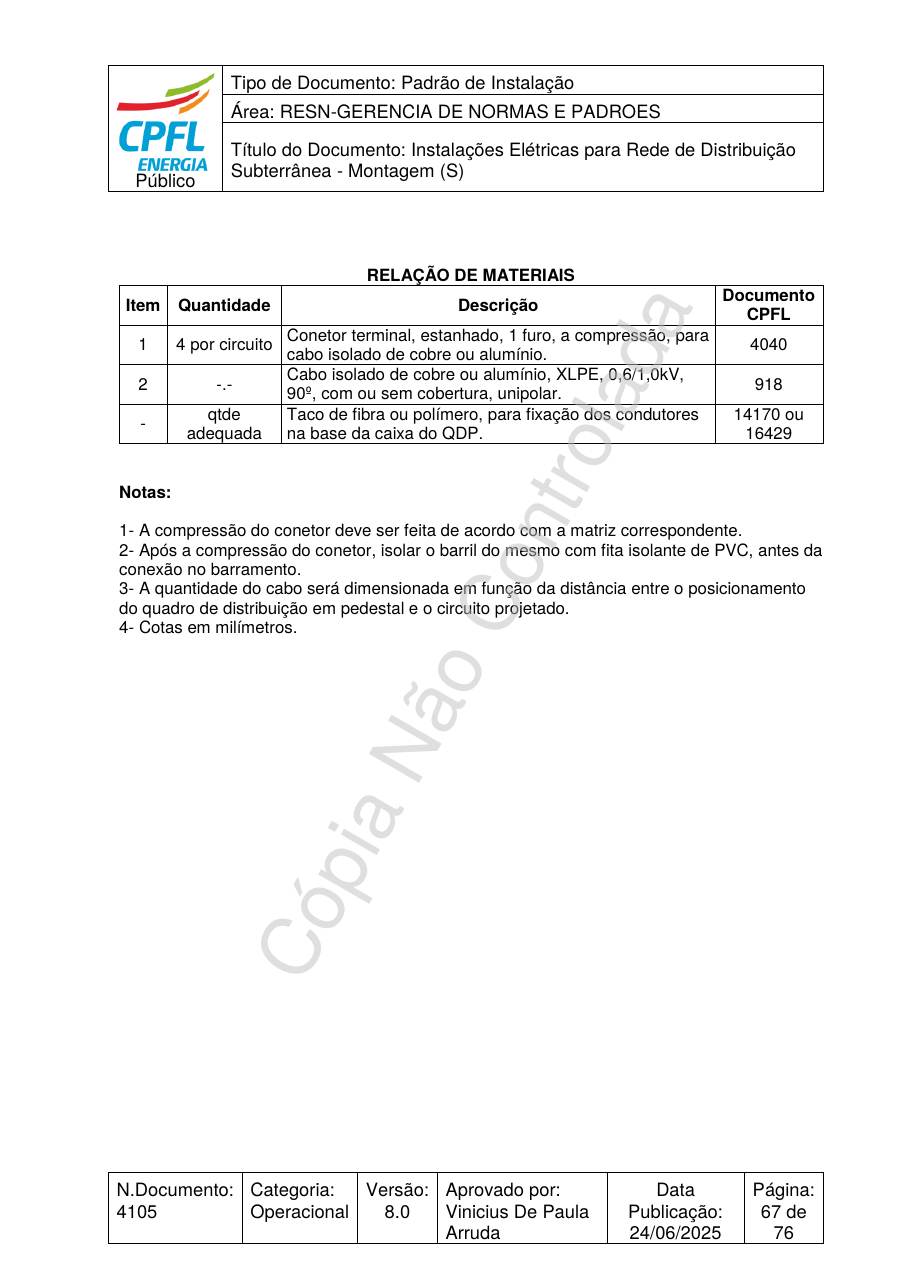 CPFL
ENERGIA
Público
Tipo de Documento: Padrão de Instalação
Área: RESN-GERENCIA DE NORMAS E PADROES
Título do Documento: Instalações Elétricas para Rede de Distribuição
Subterrânea - Montagem (S)
RELAÇÃO DE MATERIAIS
Item Quantidade Descrição Documento
CPFL
1 4 por circuito Conetor terminal, estanhado, 1 furo, a compressão, para
cabo isolado de cobre ou alumínio. 4040
2 -.- Cabo isolado de cobre ou alumínio, XLPE, 0,6/1,0kV,
90º, com ou sem cobertura, unipolar. 918
- qtde
adequada Taco de fibra ou polímero, para fixação dos condutores
na base da caixa do QDP. 14170 ou
16429
Notas:
1- A compressão do conetor deve ser feita de acordo com a matriz correspondente.
2- Após a compressão do conetor, isolar o barril do mesmo com fita isolante de PVC, antes da
conexão no barramento.
3- A quantidade do cabo será dimensionada em função da distância entre o posicionamento
do quadro de distribuição em pedestal e o circuito projetado.
4- Cotas em milímetros.
Cópia Não Controlada
N.Documento:
4105
Categoria:
Operacional
Versão:
8.0
Aprovado por:
Vinicius De Paula
Arruda
Data
Publicação:
24/06/2025
Página:
67 de
76